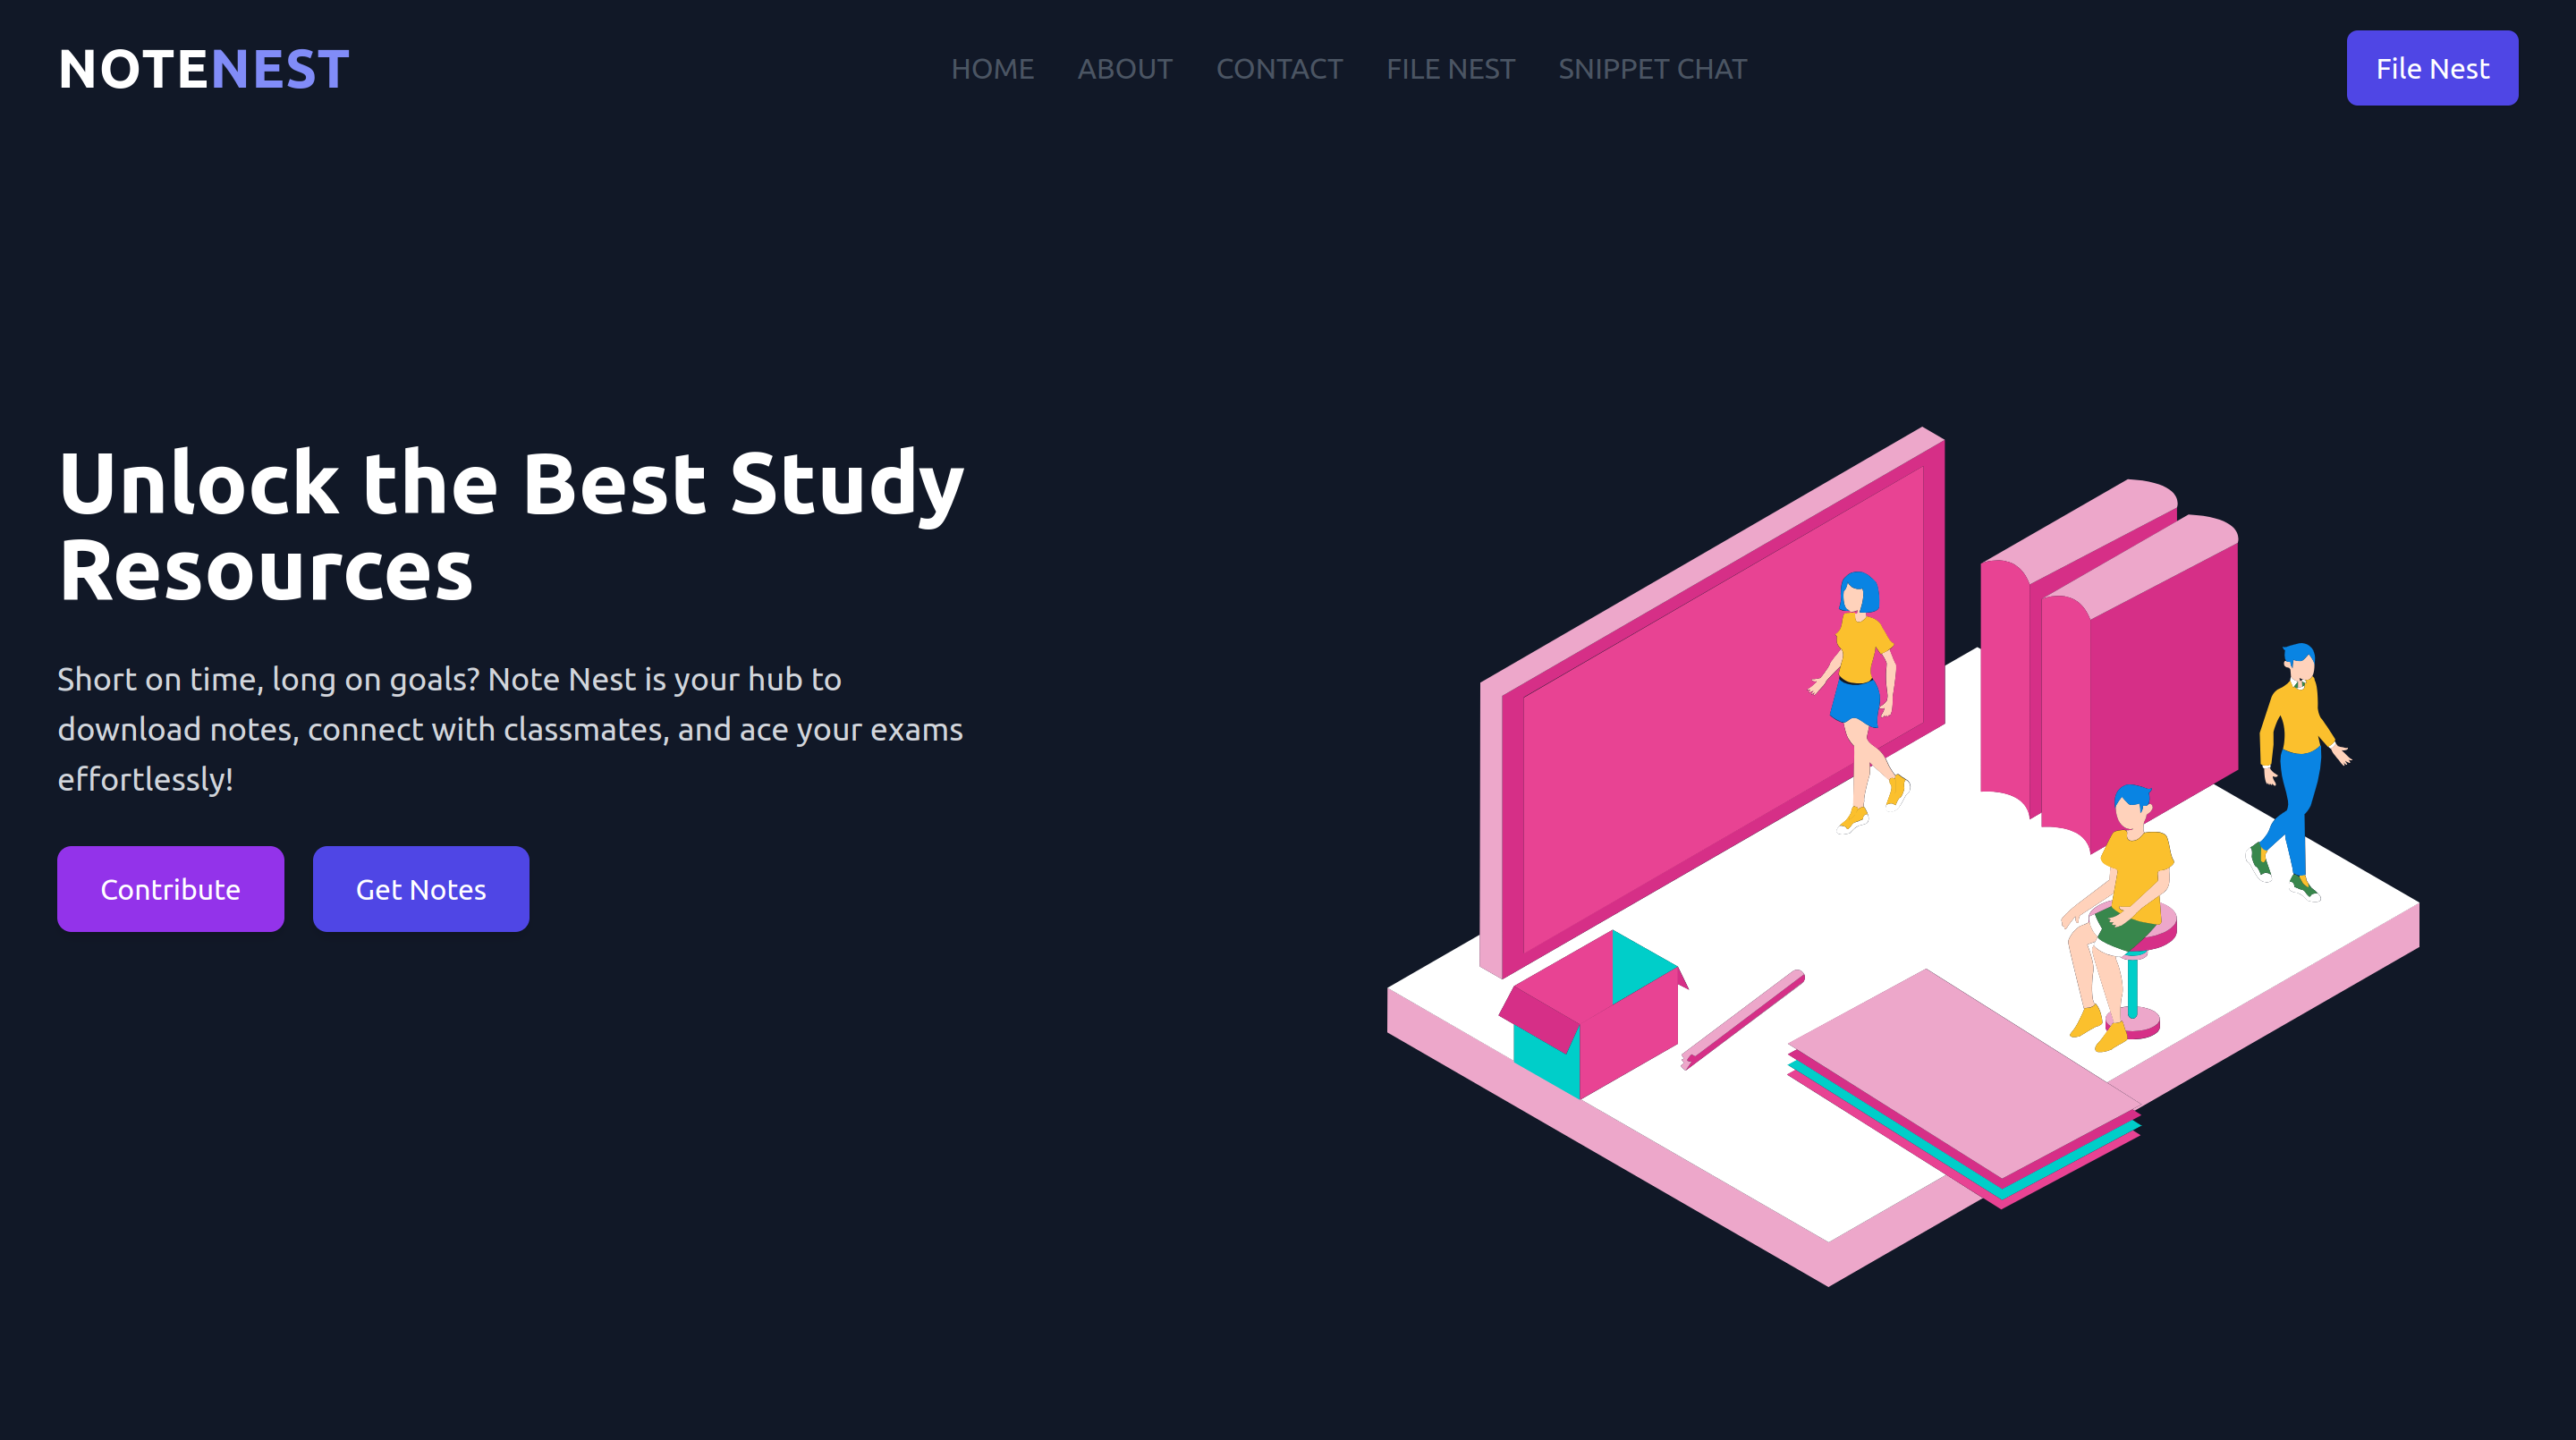 NOTENEST
HOME ABOUT CONTACT FILE NEST SNIPPET CHAT
File Nest
Unlock the Best Study
Resources
Short on time, long on goals? Note Nest is your hub to
download notes, connect with classmates, and ace your exams
effortlessly!
Contribute
Get Notes